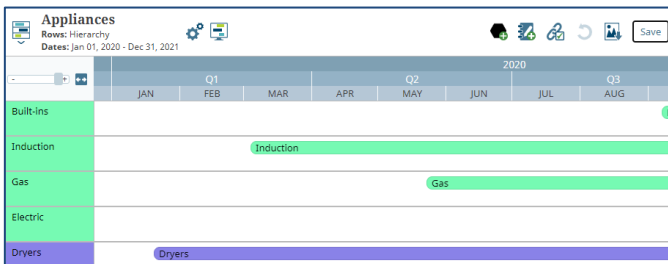 Appliances
Rows: Hierarchy
Dates: Jan 01, 2020 - Dec 31, 2021
Save
2020
Q1 Q2 Q3
JAN FEB MAR APR MAY JUN JUL AUG
Built-ins
Induction Induction
Gas Gas
Electric
Dryers Dryers